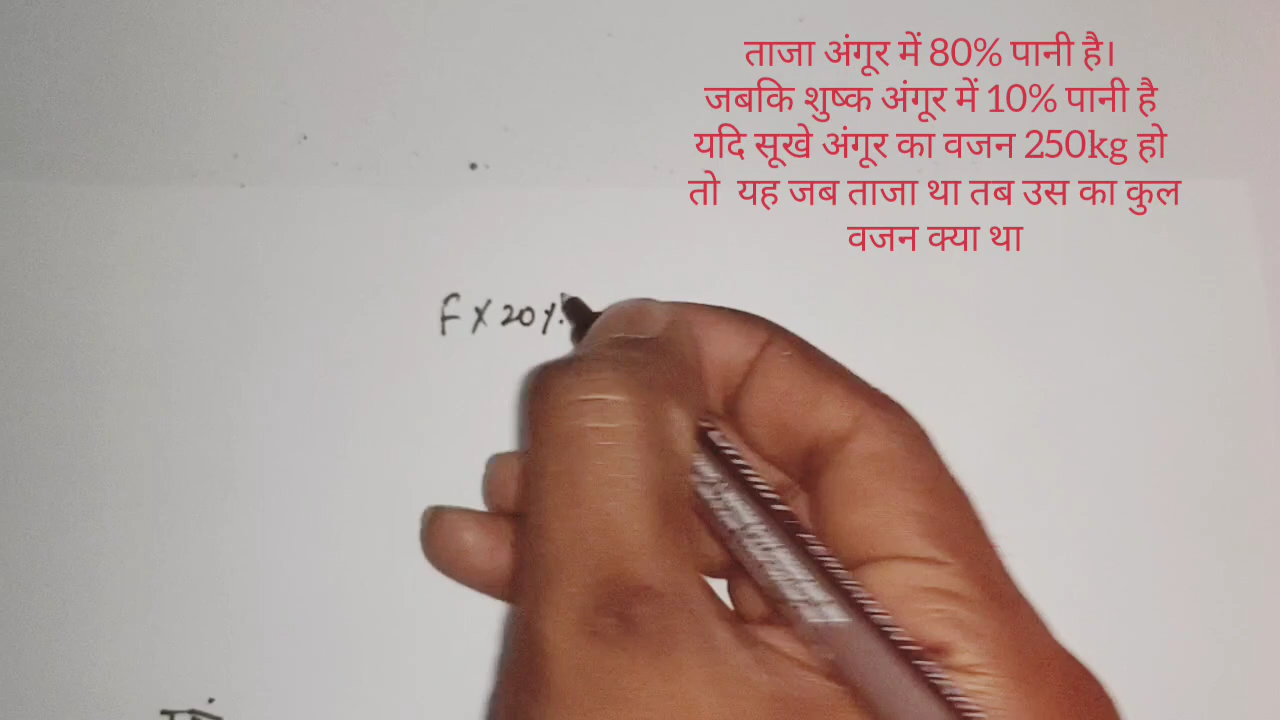 ताजा अंगूर में 80% पानी है।
जबकि शुष्क अंगूर में 10% पानी है
यदि सूखे अंगूर का वजन 250kg हो
तो यह जब ताजा था तब उस का कुल
वजन क्या था
F X 20%